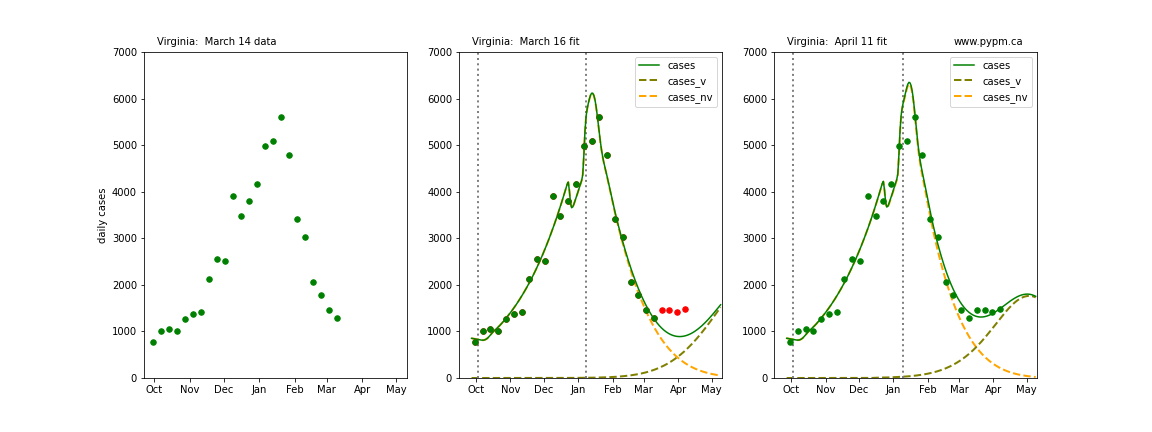 Virginia:  March 14 data
7000
6000
5000
4000
3000
2000
1000
0
daily cases
Oct Nov Dec Jan Feb Mar Apr May
Virginia:  March 16 fit
7000
6000
5000
4000
3000
2000
1000
0
cases
cases_v
cases_nv
Oct Nov Dec Jan Feb Mar Apr May
Virginia:  April 11 fit
www.pypm.ca
7000
6000
5000
4000
3000
2000
1000
0
cases
cases_v
cases_nv
Oct Nov Dec Jan Feb Mar Apr May